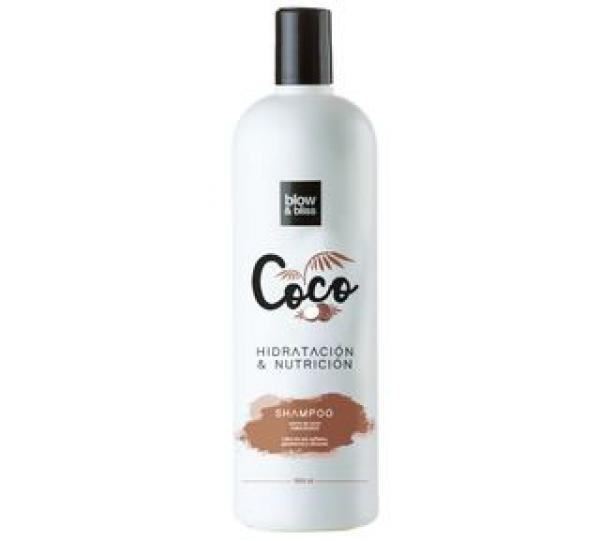 blow
& bliss
Coco
HIDRATACIÓN
& NUTRICIÓN
SHAMPOO